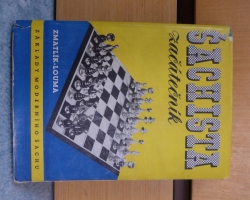 ŠACHISTA
začátečník
ZMATLÍK-LOUMA
ZÁKLADY MODERNÍHO ŠACHU